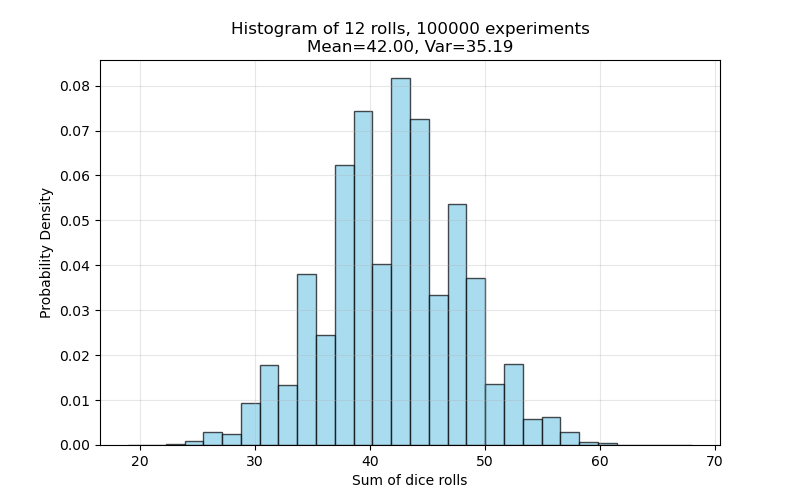 Histogram of 12 rolls, 100000 experiments
Mean=42.00, Var=35.19
Probability Density
0.08
0.07
0.06
0.05
0.04
0.03
0.02
0.01
0.00
20 30 40 50 60 70
Sum of dice rolls